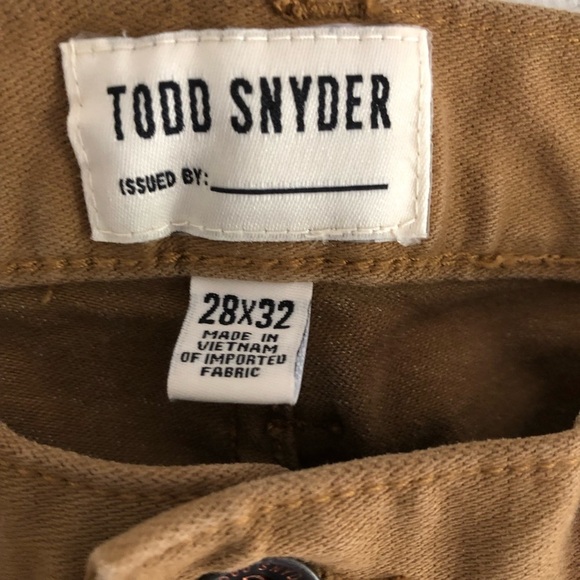 TODD SNYDER
ISSUED BY:
28X32
MADE IN
VIETNAM
OF IMPORTED
FABRIC